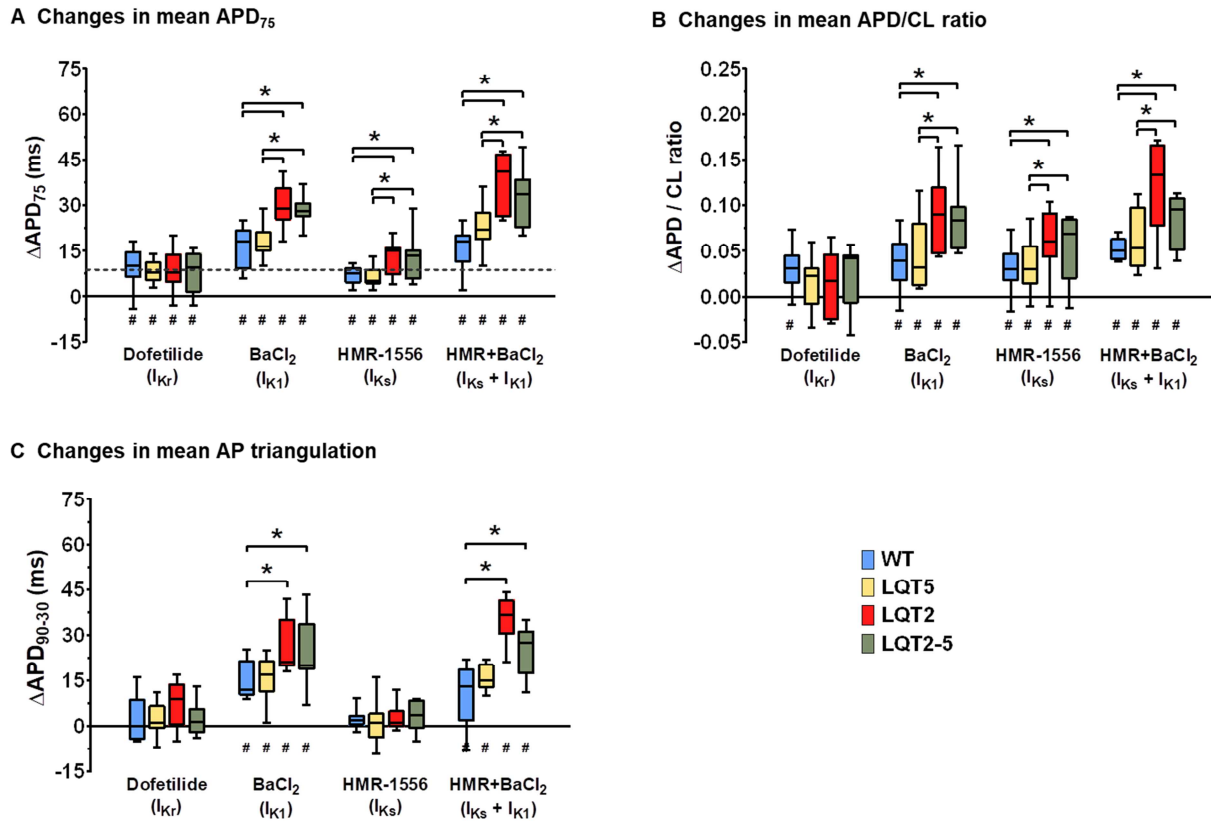 A Changes in mean APD75
ΔAPD75 (ms)
75
60
45
30
15
0
-15
* * * * * *
# # # # # # # # # # # # # # # #
Dofetilide BaCl2 HMR-1556 HMR+BaCl2
(IKr) (IK1) (IKs) (IKs + IK1)
B Changes in mean APD/CL ratio
ΔAPD / CL ratio
0.25
0.20
0.15
0.10
0.05
0.00
-0.05
* * * * * *
# # # # # # # # # # # # #
Dofetilide BaCl2 HMR-1556 HMR+BaCl2
(IKr) (IK1) (IKs) (IKs + IK1)
C Changes in mean AP triangulation
ΔAPD90-30 (ms)
75
60
45
30
15
0
-15
* * * *
# # # # # # # #
Dofetilide BaCl2 HMR-1556 HMR+BaCl2
(IKr) (IK1) (IKs) (IKs + IK1)
WT
LQT5
LQT2
LQT2-5